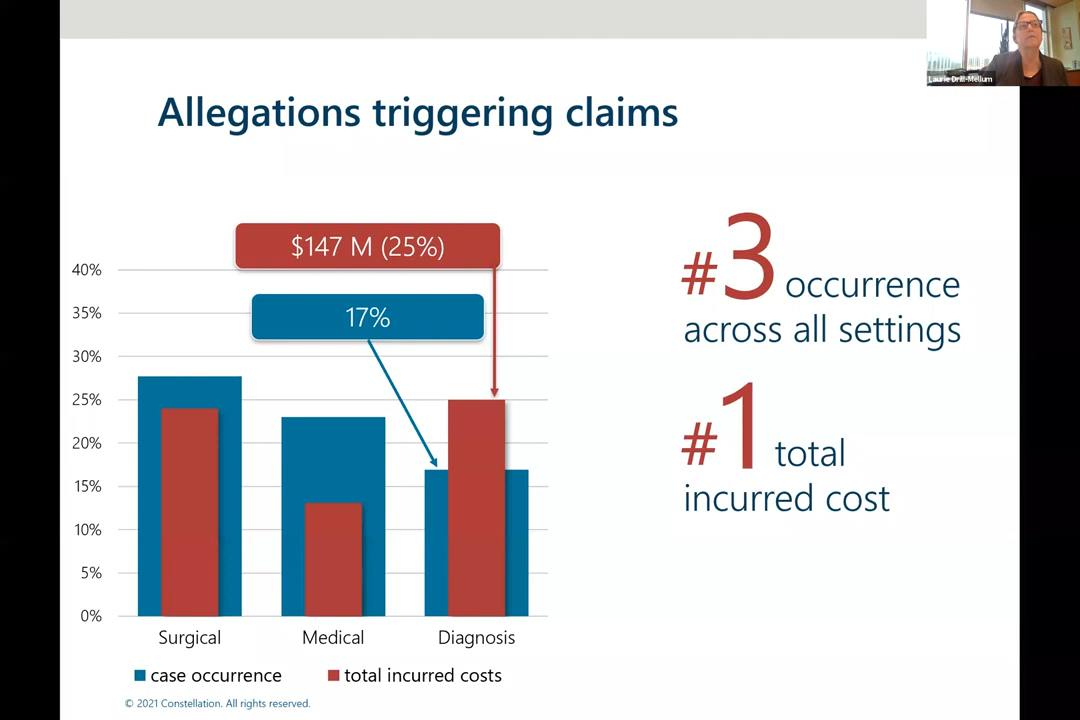 Laurie Drill-Mellum
Allegations triggering claims
$147 M (25%)
17%
40%
35%
30%
25%
20%
15%
10%
5%
0%
Surgical
Medical
Diagnosis
case occurrence
total incurred costs
#3 occurrence
across all settings
#1 total
incurred cost
© 2021 Constellation. All rights reserved.